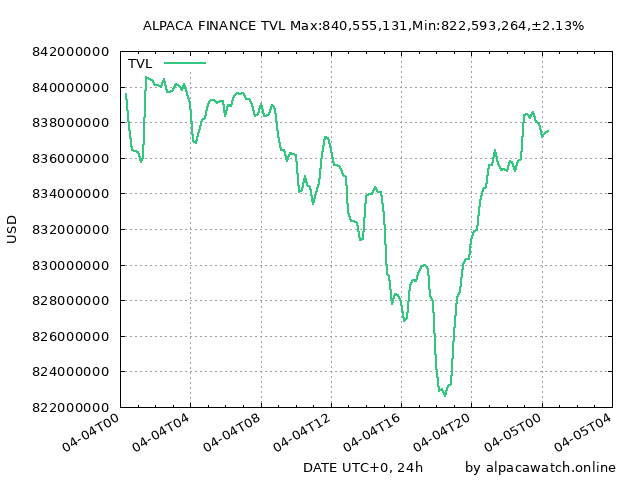 ALPACA FINANCE TVL Max:840,555,131,Min:822,593,264,±2.13%
TVL
842000000
840000000
838000000
836000000
834000000
832000000
830000000
828000000
826000000
824000000
822000000
USD
04-04T00
04-04T04
04-04T08
04-04T12
04-04T16
04-04T20
04-05T00
04-05T04
DATE UTC+0, 24h
by alpacawatch.online